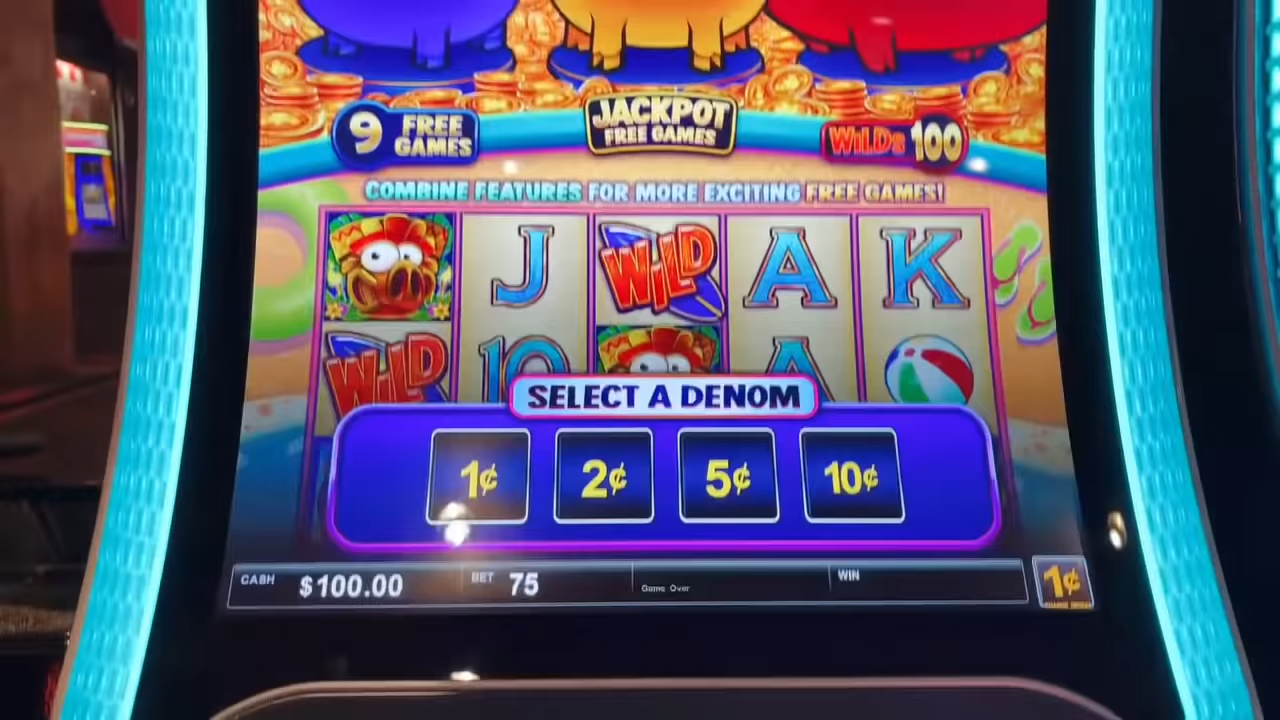 9 FREE GAMES
JACKPOT FREE GAMES
WILDS 100
COMBINE FEATURES FOR MORE EXCITING FREE GAMES!
J WILD A K
WILD 10 A
SELECT A DENOM
1¢ 2¢ 5¢ 10¢
CASH $100.00 BET 75 Game Over WIN
1¢